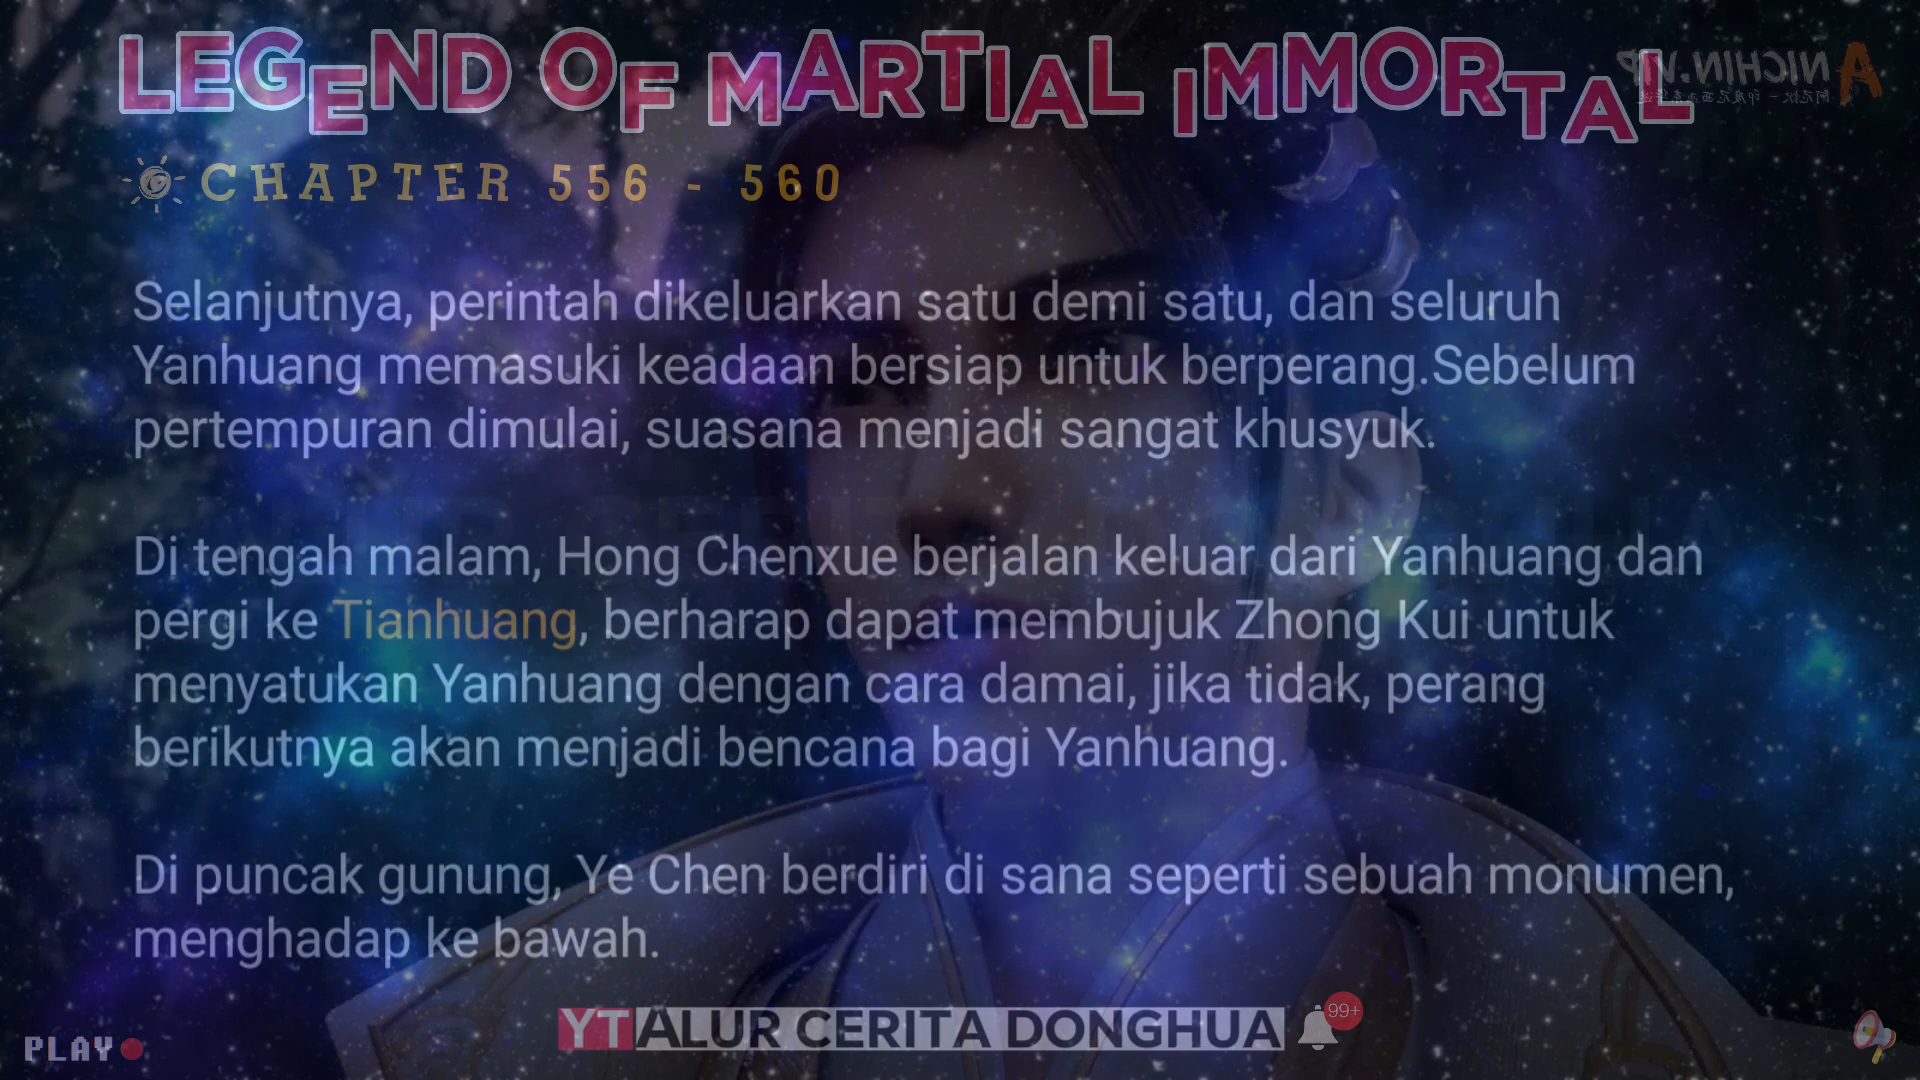 LEGEND OF MARTIAL IMMORTAL
ANICHIN.VIP
CHAPTER 556 - 560
Selanjutnya, perintah dikeluarkan satu demi satu, dan seluruh
Yanhuang memasuki keadaan bersiap untuk berperang.Sebelum
pertempuran dimulai, suasana menjadi sangat khusyuk.
Di tengah malam, Hong Chenxue berjalan keluar dari Yanhuang dan
pergi ke Tianhuang, berharap dapat membujuk Zhong Kui untuk
menyatukan Yanhuang dengan cara damai, jika tidak, perang
berikutnya akan menjadi bencana bagi Yanhuang.
Di puncak gunung, Ye Chen berdiri di sana seperti sebuah monumen,
menghadap ke bawah.
PLAY
YT ALUR CERITA DONGHUA
99+